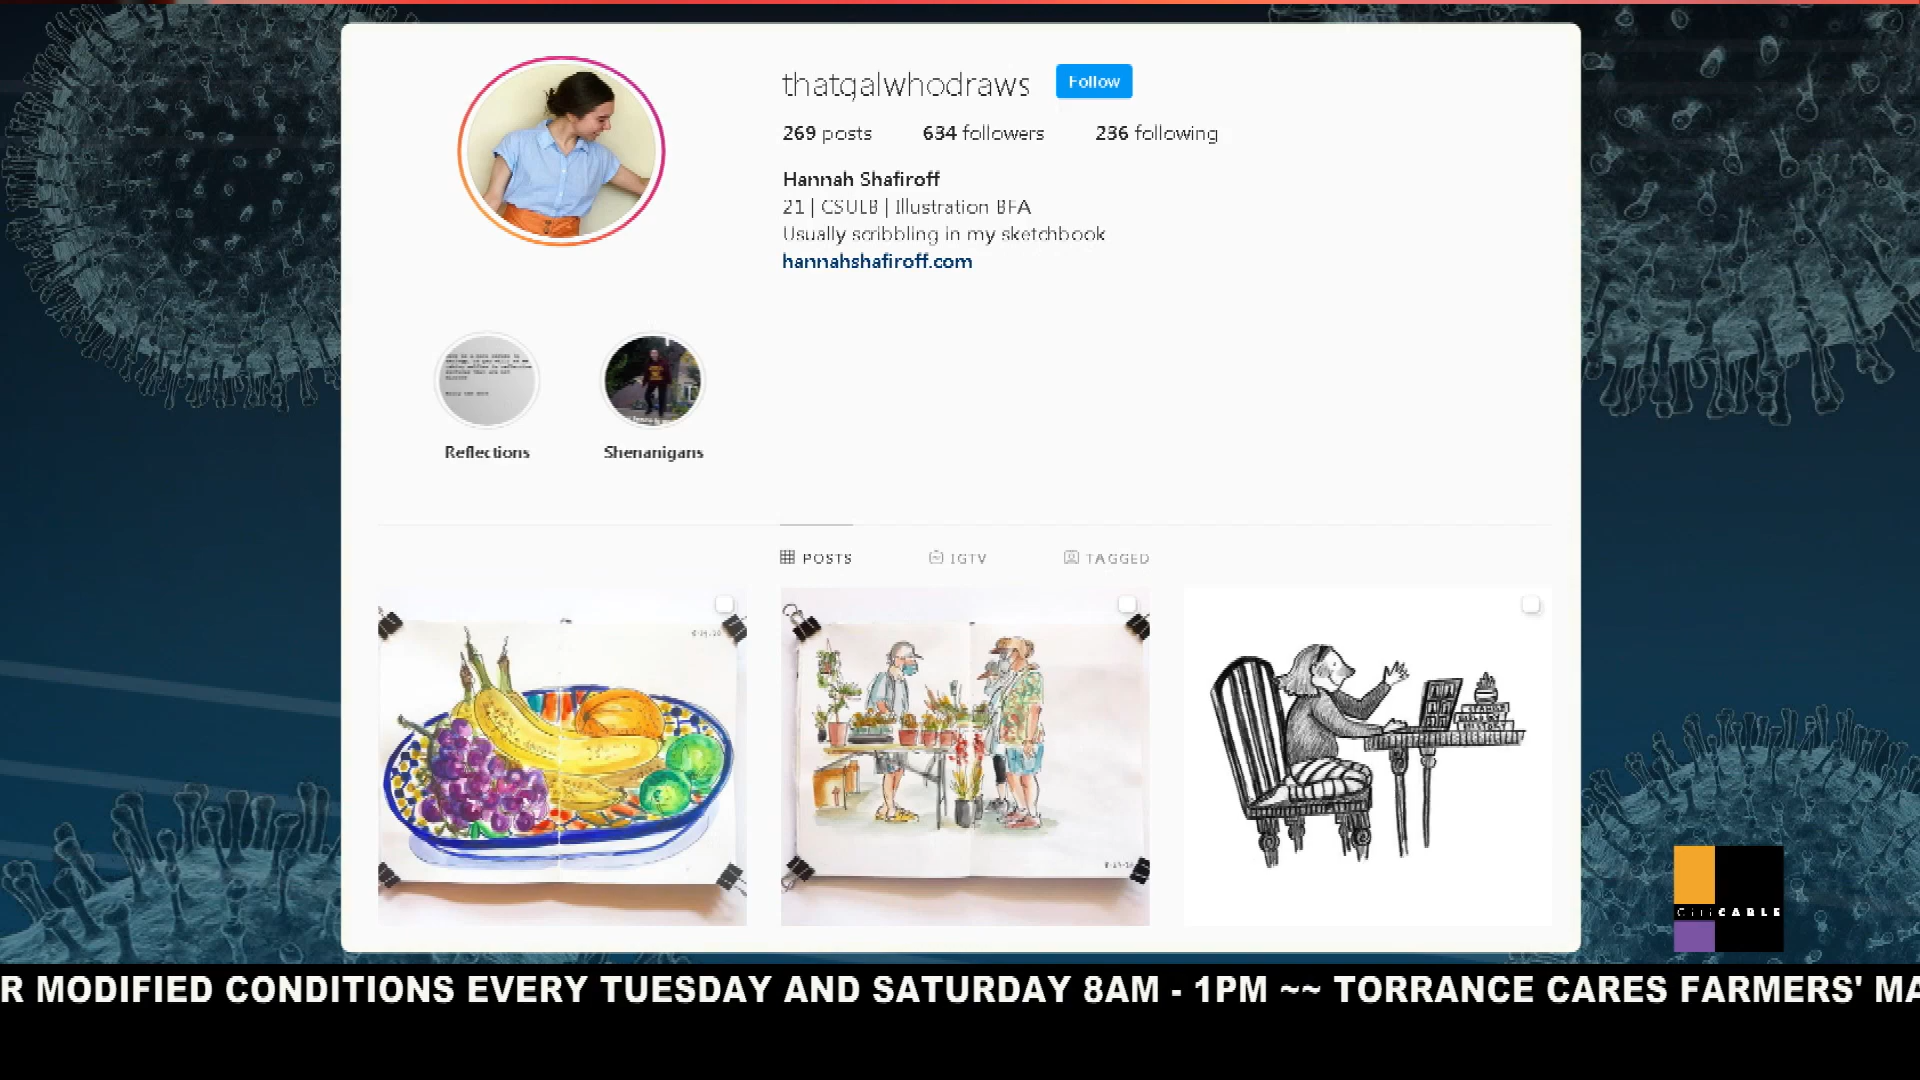 thatgalwhodraws
Follow
269 posts 634 followers 236 following
Hannah Shafiroff
21 | CSULB | Illustration BFA
Usually scribbling in my sketchbook
hannahshafiroff.com
Reflections Shenanigans
POSTS IGTV TAGGED
CitiCABLE
R MODIFIED CONDITIONS EVERY TUESDAY AND SATURDAY 8AM - 1PM ~~ TORRANCE CARES FARMERS' MA